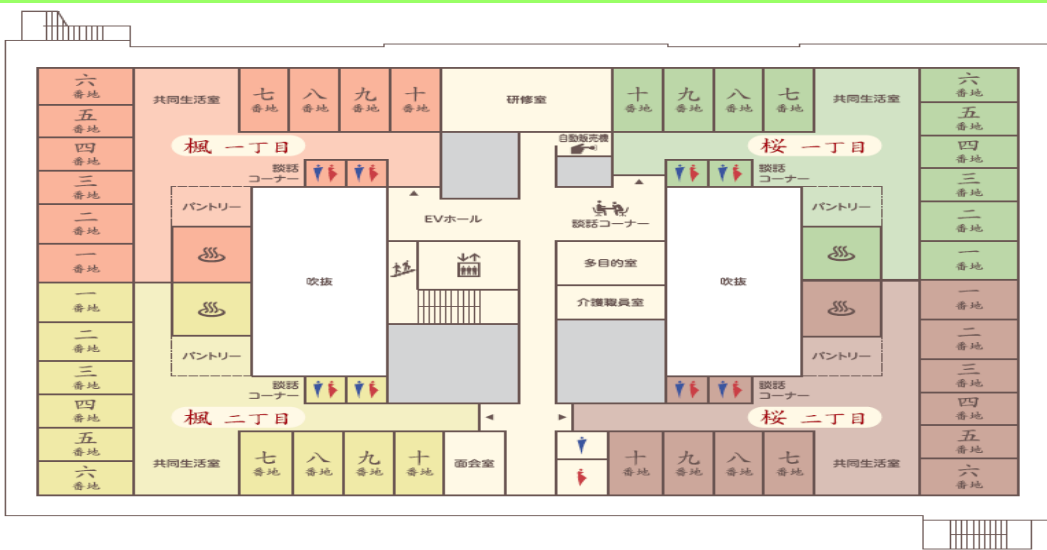 六
番地
五
番地
四
番地
三
番地
二
番地
一
番地
共同生活室
七
番地
八
番地
九
番地
十
番地
楓 一丁目
談話
コーナー
パントリー
研修室
自動販売機
EVホール
談話コーナー
多目的室
介護職員室
吹抜
十
番地
九
番地
八
番地
七
番地
共同生活室
桜 一丁目
談話
コーナー
パントリー
六
番地
五
番地
四
番地
三
番地
二
番地
一
番地
吹抜
一
番地
二
番地
三
番地
四
番地
五
番地
六
番地
パントリー
談話
コーナー
楓 二丁目
共同生活室
七
番地
八
番地
九
番地
十
番地
面会室
パントリー
談話
コーナー
桜 二丁目
十
番地
九
番地
八
番地
七
番地
共同生活室
一
番地
二
番地
三
番地
四
番地
五
番地
六
番地